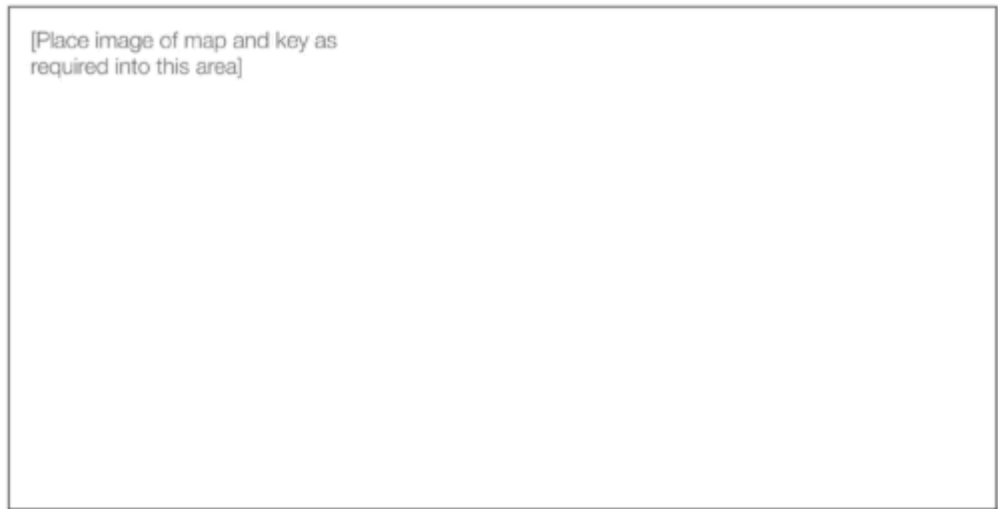 [Place image of map and key as
required into this area]